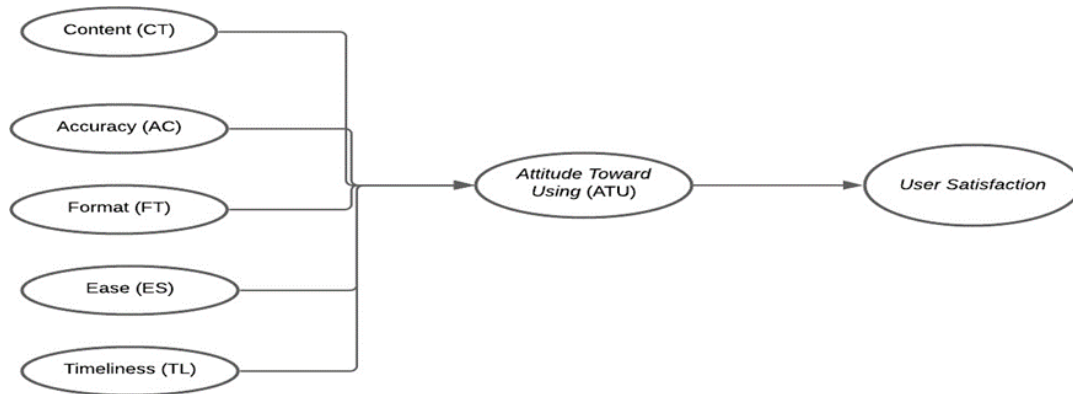 Content (CT)
Accuracy (AC)
Format (FT)
Ease (ES)
Timeliness (TL)
Attitude Toward
Using (ATU)
User Satisfaction